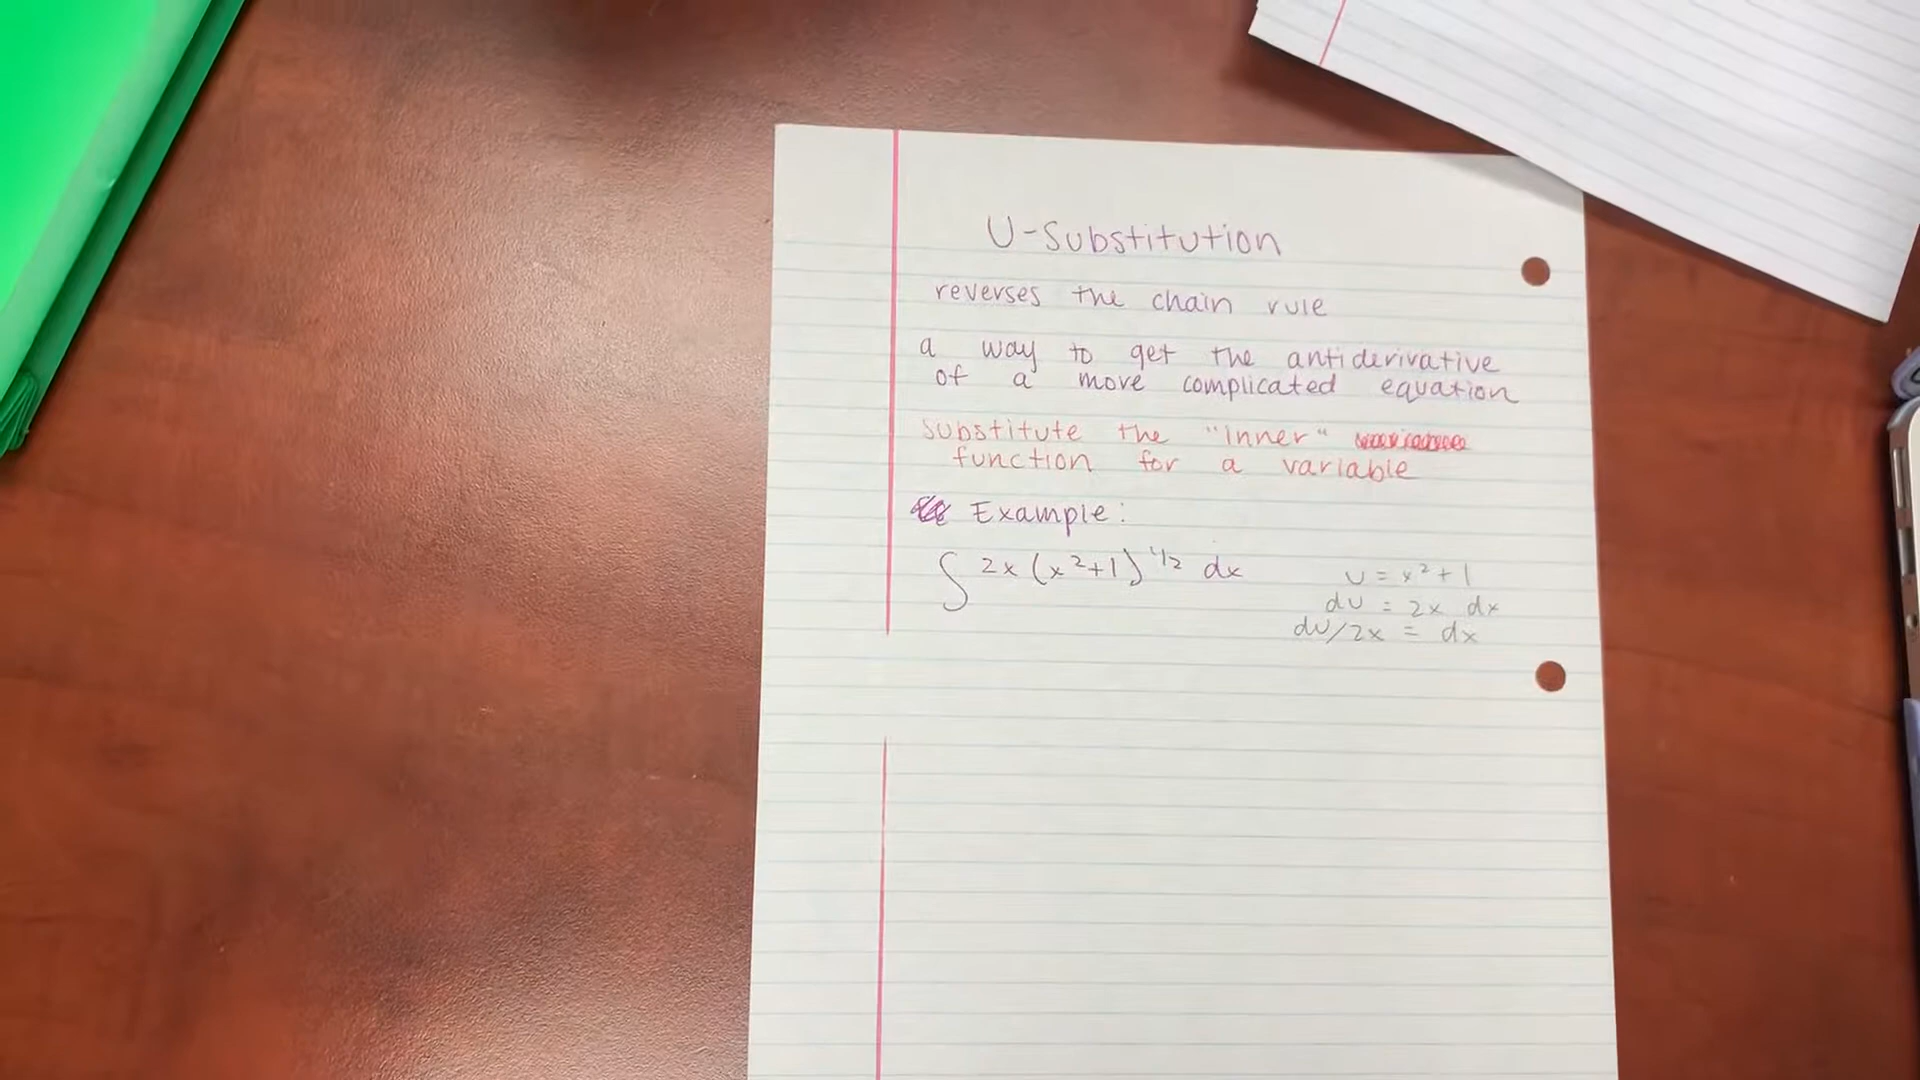 U-Substitution
reverses the chain rule
a way to get the antiderivative
of a more complicated equation
substitute the "inner"
function for a variable
Example:
∫ 2x (x²+1)^1/2 dx
u = x²+1
du = 2x dx
du/2x = dx